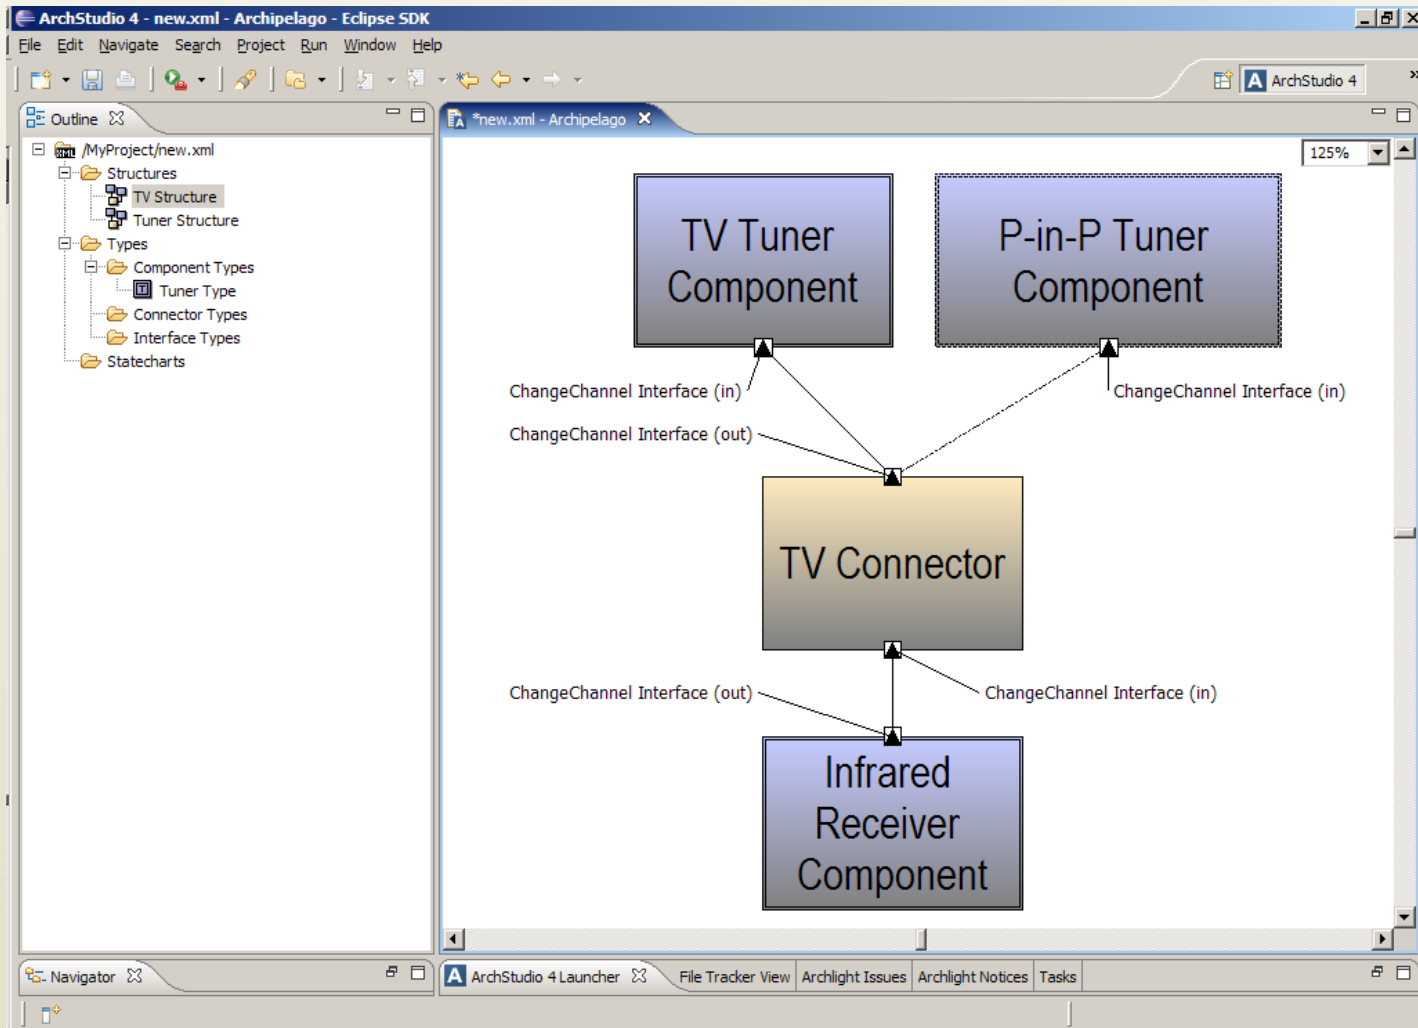 ArchStudio 4 - new.xml - Archipelago - Eclipse SDK
File Edit Navigate Search Project Run Window Help
A ArchStudio 4 »
Outline
*new.xml - Archipelago
/MyProject/new.xml
Structures
TV Structure
Tuner Structure
Types
Component Types
Tuner Type
Connector Types
Interface Types
Statecharts
125%
TV Tuner
Component
P-in-P Tuner
Component
ChangeChannel Interface (in)
ChangeChannel Interface (in)
ChangeChannel Interface (out)
TV Connector
ChangeChannel Interface (out)
ChangeChannel Interface (in)
Infrared
Receiver
Component
Navigator
A ArchStudio 4 Launcher File Tracker View Archlight Issues Archlight Notices Tasks